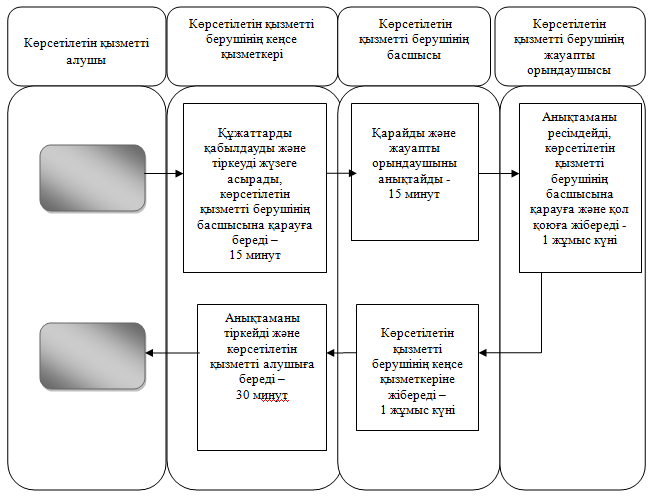 Көрсетілетін қызметті
алушы
Көрсетілетін қызметті
берушінің кеңсе
қызметкері
Көрсетілетін
қызметті берушінің
басшысы
Көрсетілетін
қызметті берушінің
жауапты
орындаушысы
Құжаттарды
қабылдауды және
тіркеуді жүзеге
асырады,
көрсетілетін
қызметті берушінің
басшысына қарауға
береді –
15 минут
Қарайды және
жауапты
орындаушыны
анықтайды -
15 минут
Анықтаманы
ресімдейді,
көрсетілетін
қызметті
берушінің
басшысына
қарауға және қол
қоюға жібереді -
1 жұмыс күні
Анықтаманы
тіркейді және
көрсетілетін
қызметті алушыға
береді –
30 минут
Көрсетілетін
қызметті
берушінің кеңсе
қызметкеріне
жібереді –
1 жұмыс күні